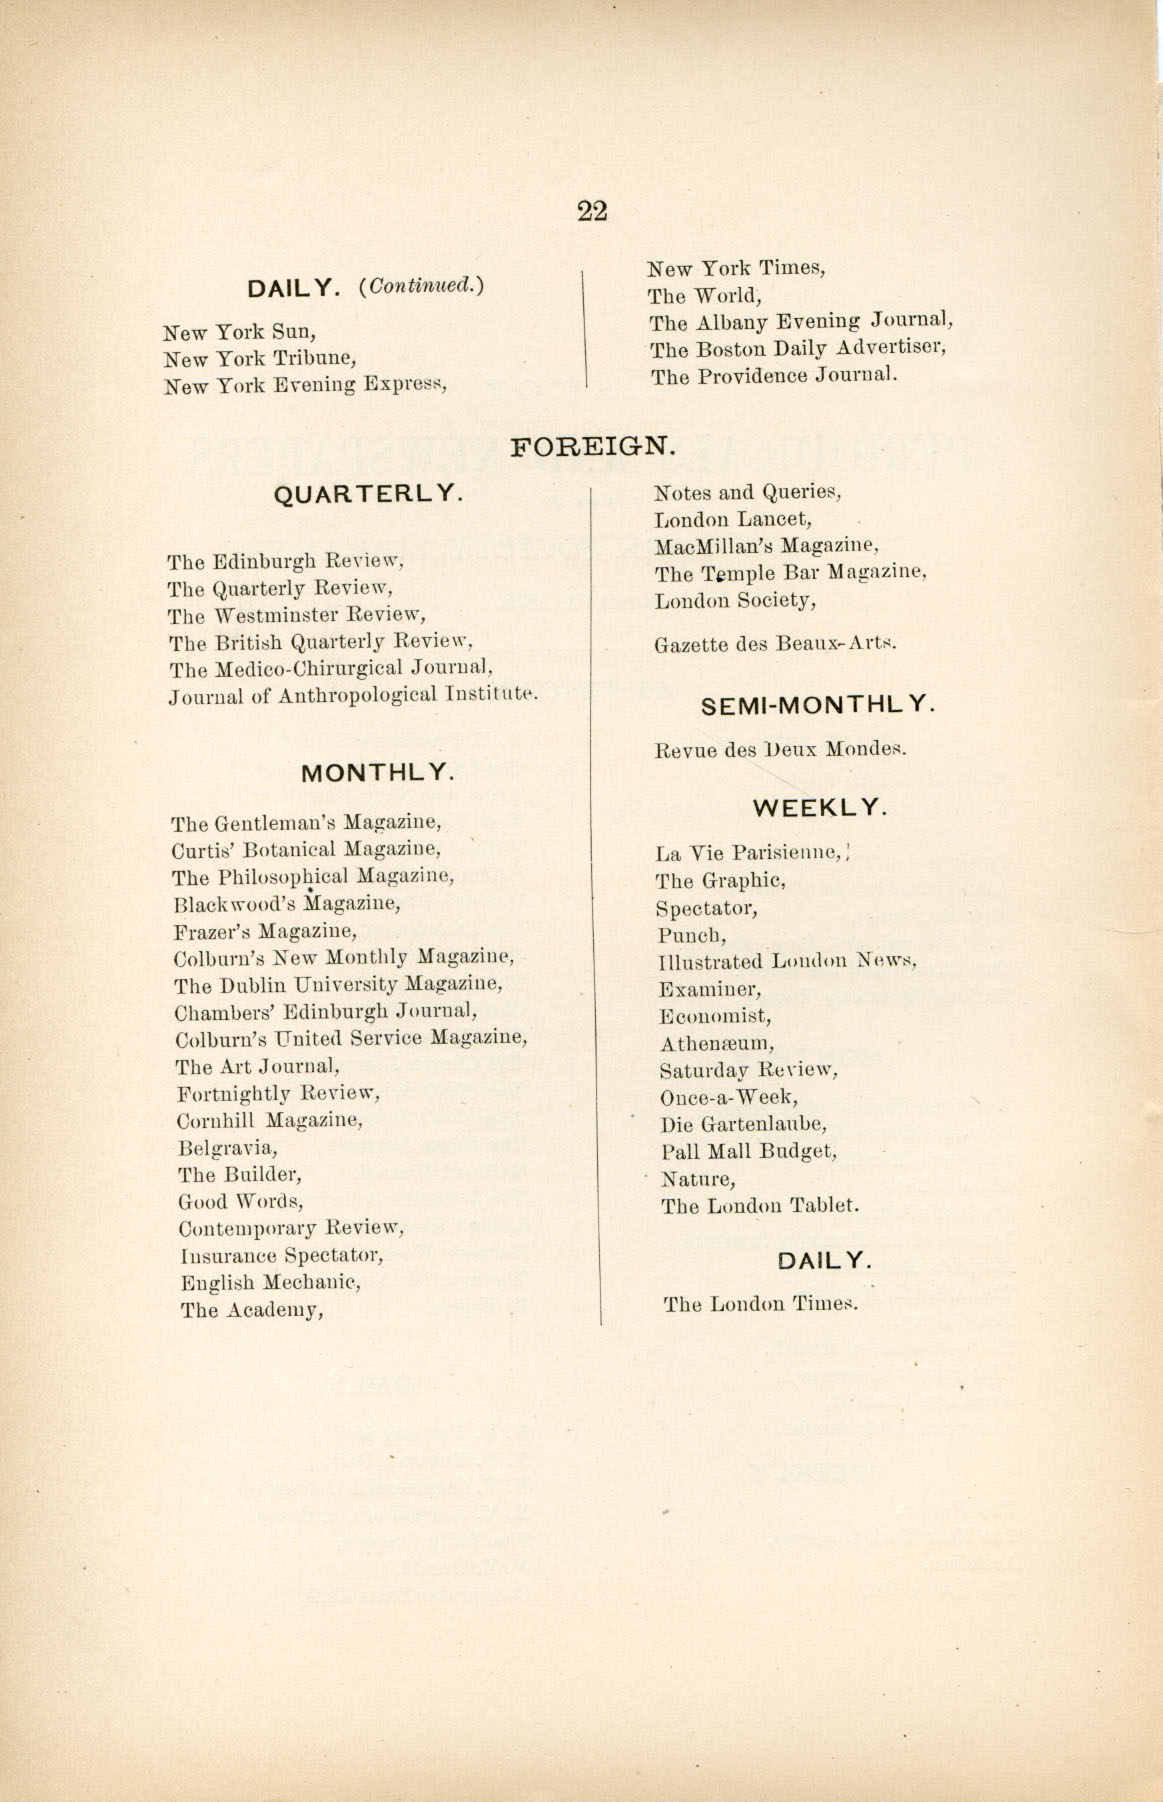 22
DAILY. (Continued.)
New York Sun,
New York Tribune,
New York Evening Express,
New York Times,
The World,
The Albany Evening Journal,
The Boston Daily Advertiser,
The Providence Journal.
FOREIGN.
QUARTERLY.
The Edinburgh Review,
The Quarterly Review,
The Westminster Review,
The British Quarterly Review,
The Medico-Chirurgical Journal,
Journal of Anthropological Institute.
MONTHLY.
The Gentleman's Magazine,
Curtis' Botanical Magazine,
The Philosophical Magazine,
Blackwood's Magazine,
Frazer's Magazine,
Colburn's New Monthly Magazine,
The Dublin University Magazine,
Chambers' Edinburgh Journal,
Colburn's United Service Magazine,
The Art Journal,
Fortnightly Review,
Cornhill Magazine,
Belgravia,
The Builder,
Good Words,
Contemporary Review,
Insurance Spectator,
English Mechanic,
The Academy,
Notes and Queries,
London Lancet,
MacMillan's Magazine,
The Temple Bar Magazine,
London Society,
Gazette des Beaux-Arts.
SEMI-MONTHLY.
Revue des Deux Mondes.
WEEKLY.
La Vie Parisienne,
The Graphic,
Spectator,
Punch,
Illustrated London News,
Examiner,
Economist,
Athenæum,
Saturday Review,
Once-a-Week,
Die Gartenlaube,
Pall Mall Budget,
Nature,
The London Tablet.
DAILY.
The London Times.